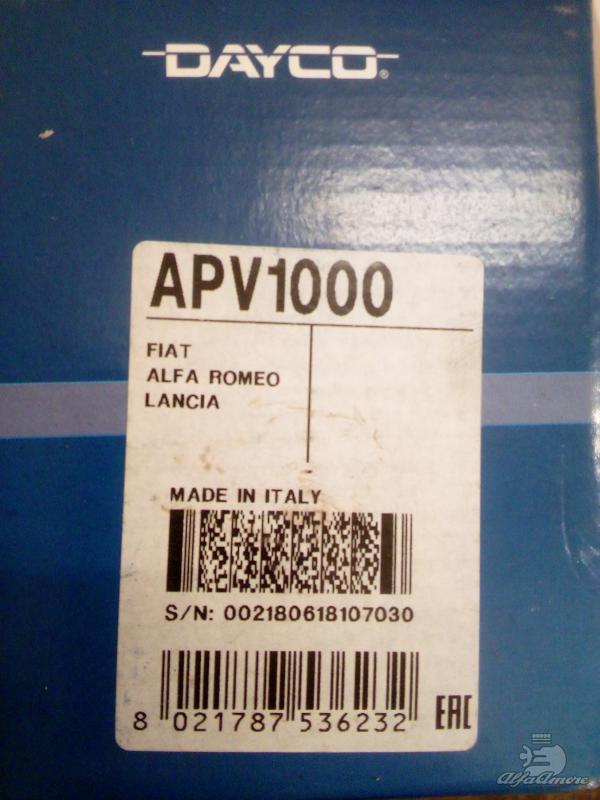 DAYCO®
APV1000
FIAT
ALFA ROMEO
LANCIA
MADE IN ITALY
S/N: 002180618107030
8 021787 536232
EAC
AlfaAmore